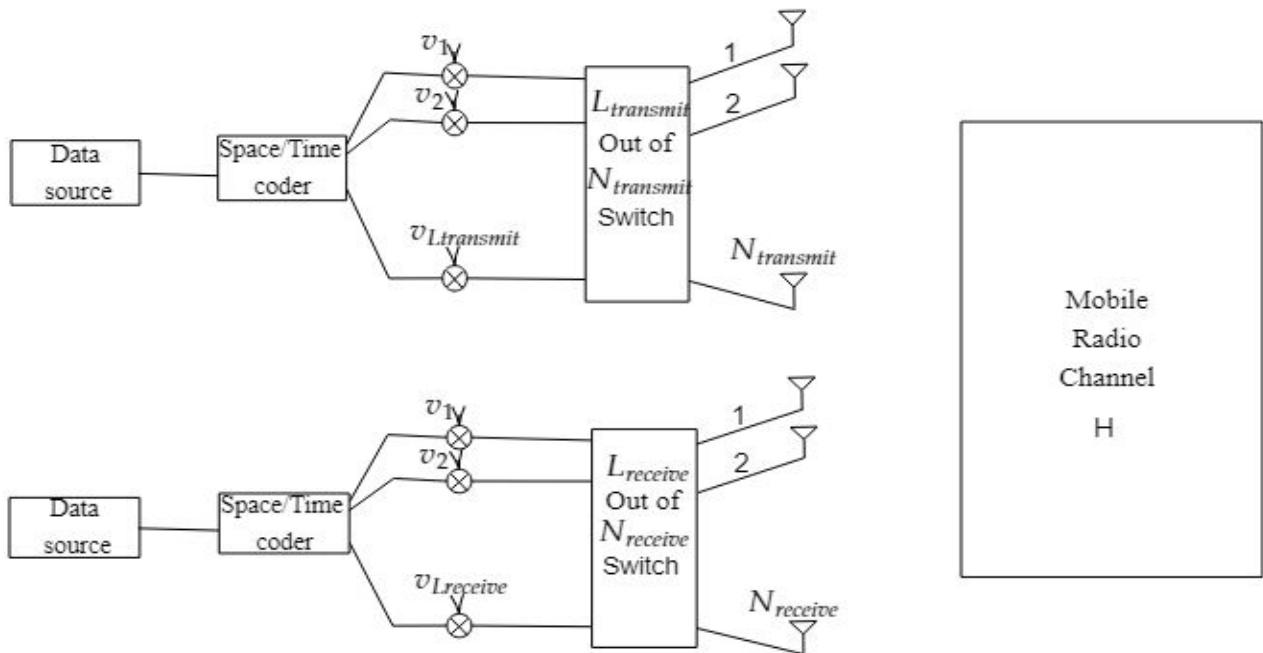 v1
v2
Data
source
Space/Time
coder
vLtransmit
Ltransmit
Out of
Ntransmit
Switch
1
2
Ntransmit
v1
v2
Data
source
Space/Time
coder
vLreceive
Lreceive
Out of
Nreceive
Switch
1
2
Nreceive
Mobile
Radio
Channel
H